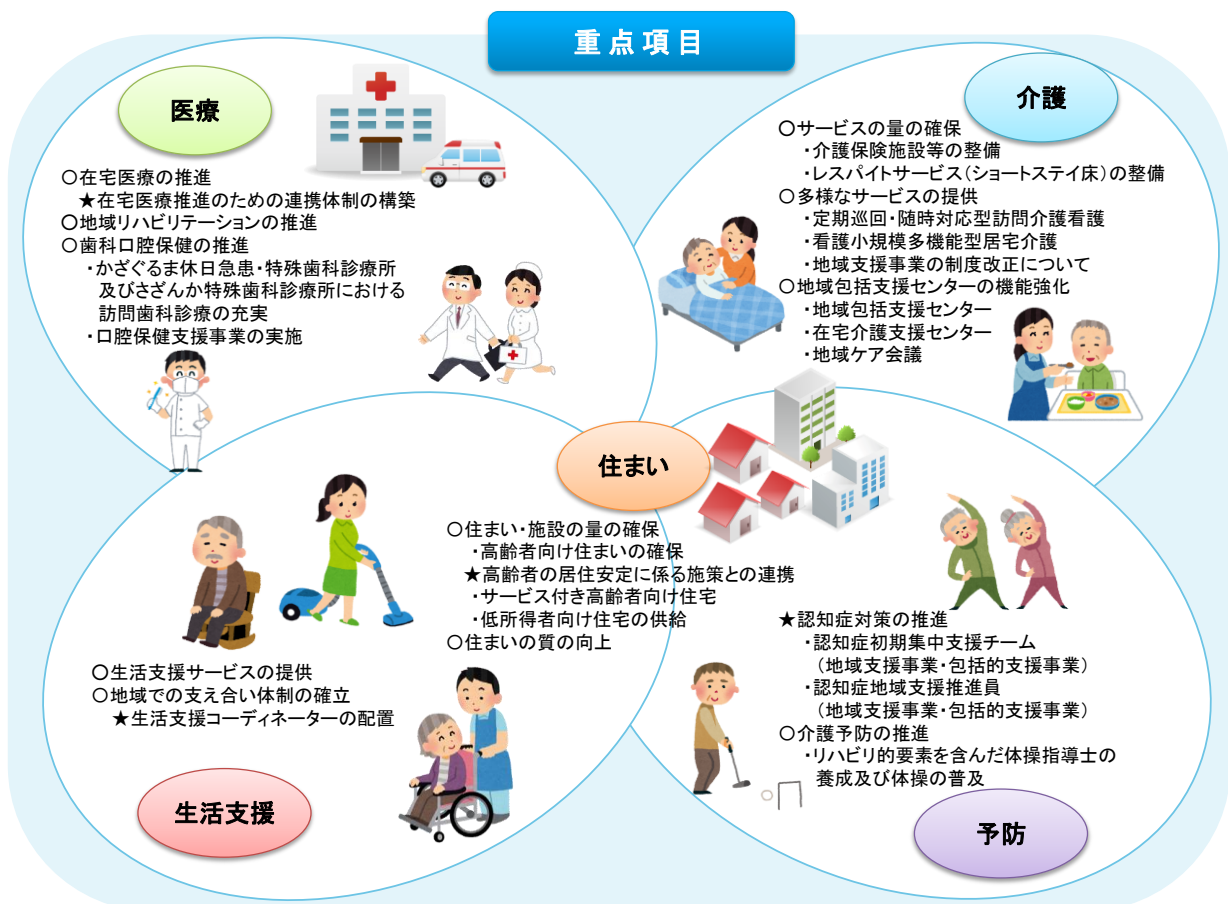 重点項目
医療
○在宅医療の推進
★在宅医療推進のための連携体制の構築
○地域リハビリテーションの推進
○歯科口腔保健の推進
・かざぐるま休日急患・特殊歯科診療所
及びさざんか特殊歯科診療所における
訪問歯科診療の充実
・口腔保健支援事業の実施
介護
○サービスの量の確保
・介護保険施設等の整備
・レスパイトサービス(ショートステイ床)の整備
○多様なサービスの提供
・定期巡回・随時対応型訪問介護看護
・看護小規模多機能型居宅介護
・地域支援事業の制度改正について
○地域包括支援センターの機能強化
・地域包括支援センター
・在宅介護支援センター
・地域ケア会議
住まい
○住まい・施設の量の確保
・高齢者向け住まいの確保
★高齢者の居住安定に係る施策との連携
・サービス付き高齢者向け住宅
・低所得者向け住宅の供給
○住まいの質の向上
○生活支援サービスの提供
○地域での支え合い体制の確立
★生活支援コーディネーターの配置
生活支援
★認知症対策の推進
・認知症初期集中支援チーム
(地域支援事業・包括的支援事業)
・認知症地域支援推進員
(地域支援事業・包括的支援事業)
○介護予防の推進
・リハビリ的要素を含んだ体操指導士の
養成及び体操の普及
予防